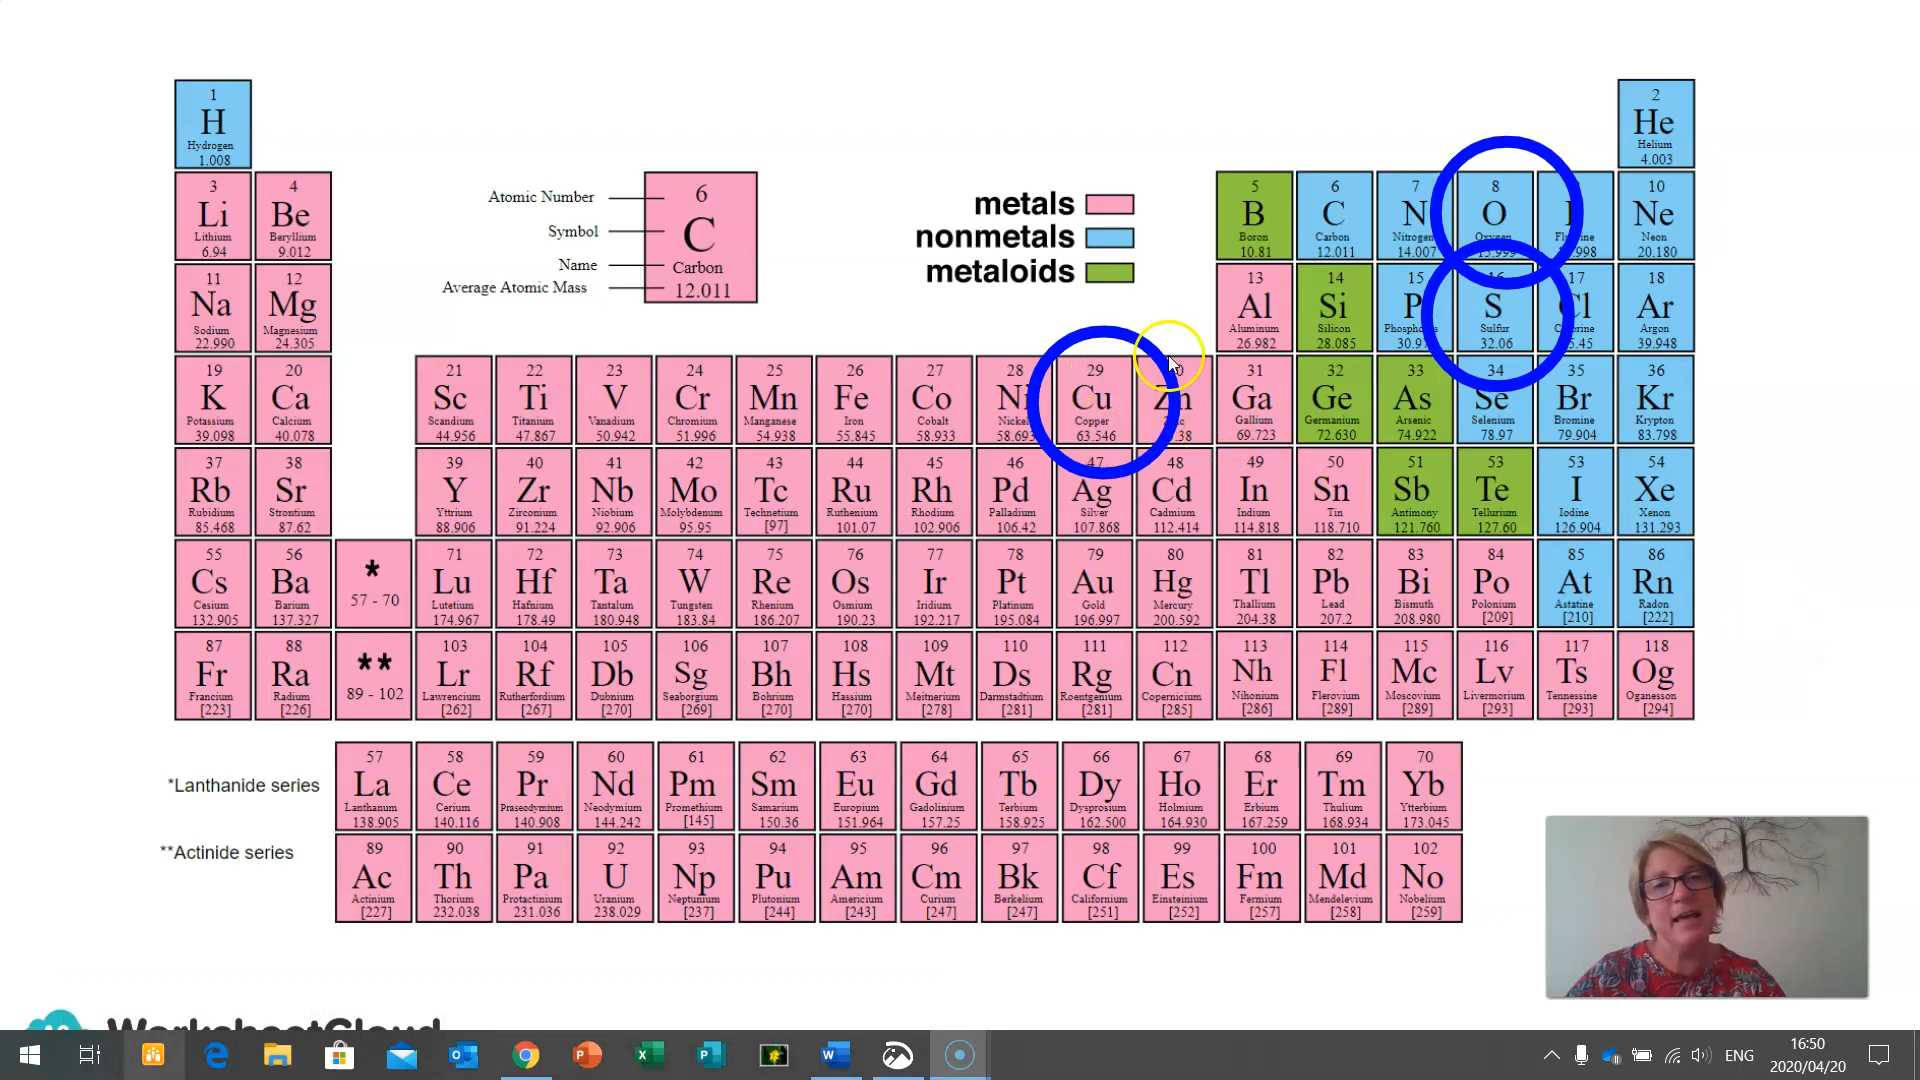 1 2
H He
Hydrogen Helium
1.008 4.003
3 4 6 5 6 7 8 10
Li Be C B C N O Ne
Lithium Beryllium Carbon Boron Carbon Nitrogen Oxygen Neon
6.94 9.012 12.011 10.81 12.011 14.007 15.999 20.180
Atomic Number
Symbol
Name
Average Atomic Mass
metals
nonmetals
metaloids
11 12 13 14 15 16 17 18
Na Mg Al Si P S Cl Ar
Sodium Magnesium Aluminum Silicon Sulfur Argon
22.990 24.305 26.982 28.085 32.06 39.948
19 20 21 22 23 24 25 26 27 28 29 31 32 33 34 35 36
K Ca Sc Ti V Cr Mn Fe Co Ni Cu Zn Ga Ge As Se Br Kr
Potassium Calcium Scandium Titanium Vanadium Chromium Manganese Iron Cobalt Nickel Copper Gallium Germanium Arsenic Selenium Bromine Krypton
39.098 40.078 44.956 47.867 50.942 51.996 54.938 55.845 58.933 58.693 63.546 69.723 72.630 74.922 78.97 79.904 83.798
37 38 39 40 41 42 43 44 45 46 47 48 49 50 51 53 53 54
Rb Sr Y Zr Nb Mo Tc Ru Rh Pd Ag Cd In Sn Sb Te I Xe
Rubidium Strontium Yttrium Zirconium Niobium Molybdenum Technetium Ruthenium Rhodium Palladium Silver Cadmium Indium Tin Antimony Tellurium Iodine Xenon
85.468 87.62 88.906 91.224 92.906 95.95 [97] 101.07 102.906 106.42 107.868 112.414 114.818 118.710 121.760 127.60 126.904 131.293
55 56 * 71 72 73 74 75 76 77 78 79 80 81 82 83 84 85 86
Cs Ba 57 - 70 Lu Hf Ta W Re Os Ir Pt Au Hg Tl Pb Bi Po At Rn
Cesium Barium Lutetium Hafnium Tantalum Tungsten Rhenium Osmium Iridium Platinum Gold Mercury Thallium Lead Bismuth Polonium Astatine Radon
132.905 137.327 174.967 178.49 180.948 183.84 186.207 190.23 192.217 195.084 196.997 200.592 204.38 207.2 208.980 [209] [210] [222]
87 88 ** 103 104 105 106 107 108 109 110 111 112 113 114 115 116 117 118
Fr Ra 89 - 102 Lr Rf Db Sg Bh Hs Mt Ds Rg Cn Nh Fl Mc Lv Ts Og
Francium Radium Lawrencium Rutherfordium Dubnium Seaborgium Bohrium Hassium Meitnerium Darmstadtium Roentgenium Copernicium Nihonium Flerovium Moscovium Livermorium Tennessine Oganesson
[223] [226] [262] [267] [270] [269] [270] [270] [278] [281] [281] [285] [286] [289] [289] [293] [293] [294]
*Lanthanide series
57 58 59 60 61 62 63 64 65 66 67 68 69 70
La Ce Pr Nd Pm Sm Eu Gd Tb Dy Ho Er Tm Yb
Lanthanum Cerium Praseodymium Neodymium Promethium Samarium Europium Gadolinium Terbium Dysprosium Holmium Erbium Thulium Ytterbium
138.905 140.116 140.908 144.242 [145] 150.36 151.964 157.25 158.925 162.500 164.930 167.259 168.934 173.045
**Actinide series
89 90 91 92 93 94 95 96 97 98 99 100 101 102
Ac Th Pa U Np Pu Am Cm Bk Cf Es Fm Md No
Actinium Thorium Protactinium Uranium Neptunium Plutonium Americium Curium Berkelium Californium Einsteinium Fermium Mendelevium Nobelium
[227] 232.038 231.036 238.029 [237] [244] [243] [247] [247] [251] [252] [257] [258] [259]
WorksheetCloud
ENG
16:50
2020/04/20